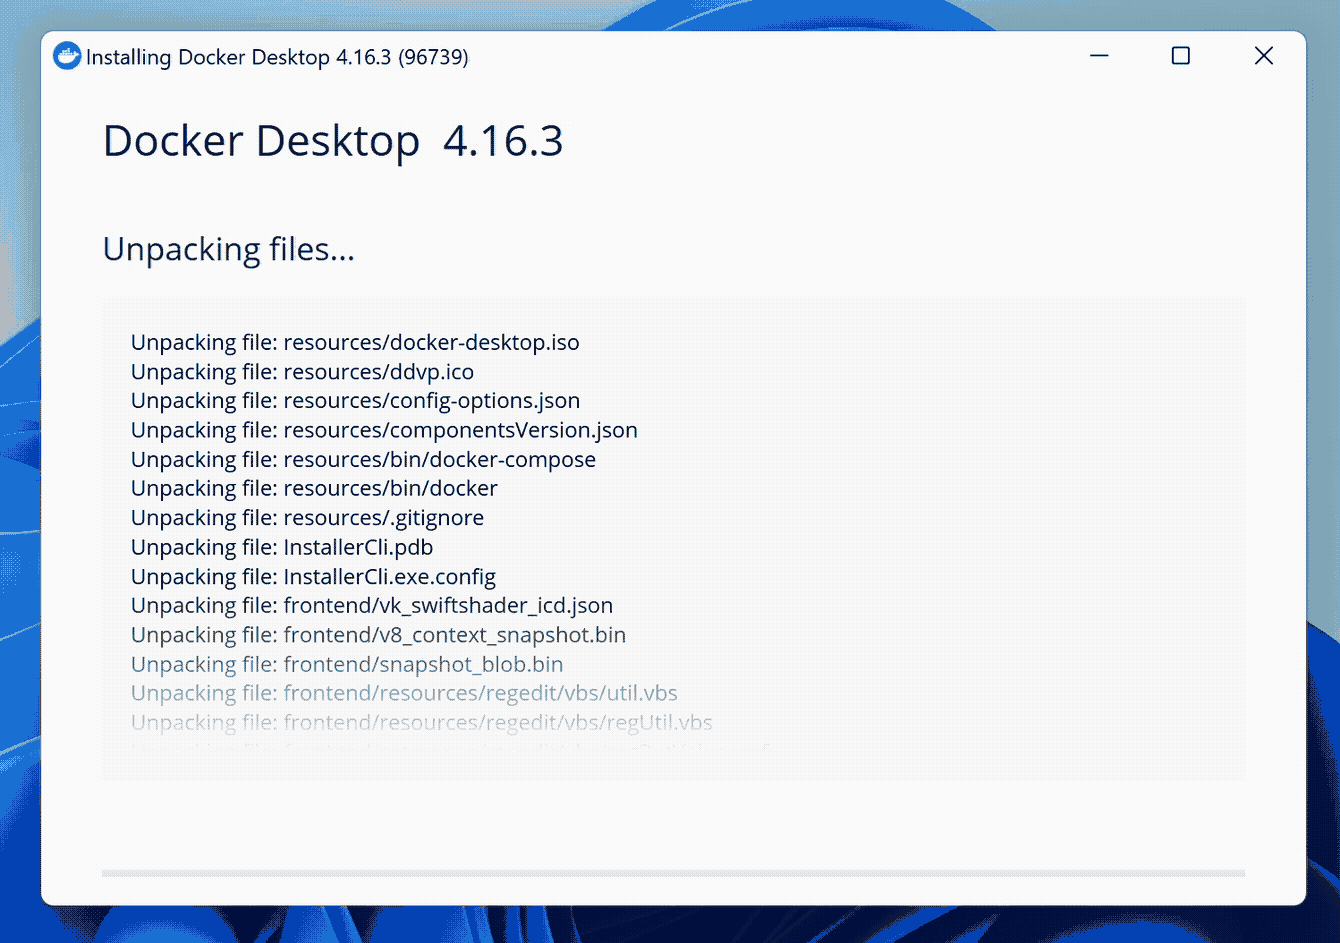 Installing Docker Desktop 4.16.3 (96739)
Docker Desktop 4.16.3
Unpacking files...
Unpacking file: resources/docker-desktop.iso
Unpacking file: resources/ddvp.ico
Unpacking file: resources/config-options.json
Unpacking file: resources/componentsVersion.json
Unpacking file: resources/bin/docker-compose
Unpacking file: resources/bin/docker
Unpacking file: resources/.gitignore
Unpacking file: InstallerCli.pdb
Unpacking file: InstallerCli.exe.config
Unpacking file: frontend/vk_swiftshader_icd.json
Unpacking file: frontend/v8_context_snapshot.bin
Unpacking file: frontend/snapshot_blob.bin
Unpacking file: frontend/resources/regedit/vbs/util.vbs
Unpacking file: frontend/resources/regedit/vbs/regUtil.vbs